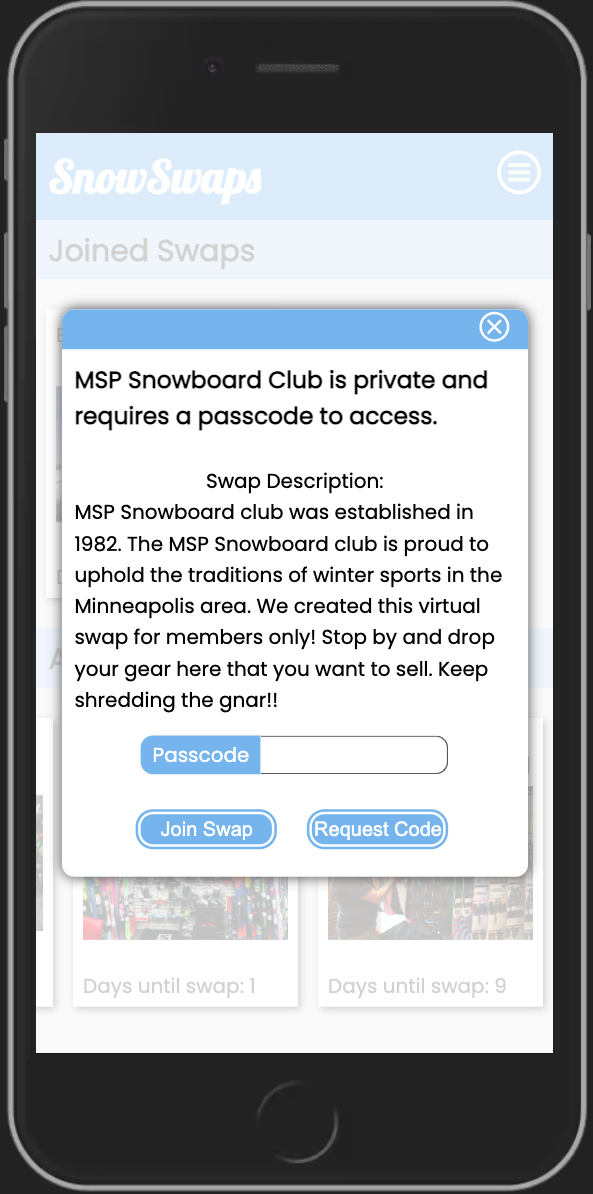 SnowSwaps
Joined Swaps
MSP Snowboard Club is private and
requires a passcode to access.
Swap Description:
MSP Snowboard club was established in
1982. The MSP Snowboard club is proud to
uphold the traditions of winter sports in the
Minneapolis area. We created this virtual
swap for members only! Stop by and drop
your gear here that you want to sell. Keep
shredding the gnar!!
Passcode
Join Swap
Request Code
Days until swap: 1
Days until swap: 9